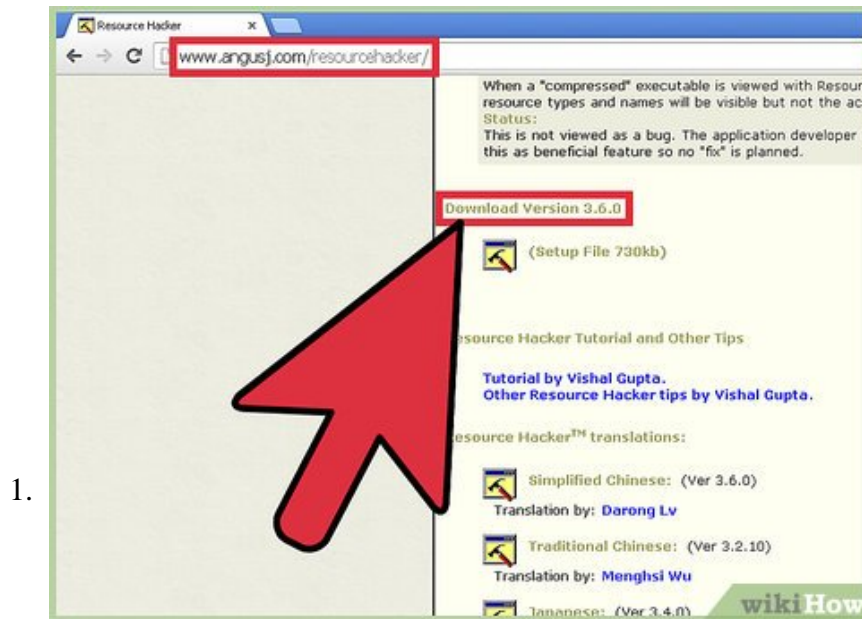 Resource Hacker
www.angusj.com/resourcehacker/
When a "compressed" executable is viewed with
resource types and names will be visible but not the
Status:
This is not viewed as a bug. The application developer
this as beneficial feature so no "fix" is planned.
Download Version 3.6.0
(Setup File 730kb)
Hacker Tutorial and Other Tips
Tutorial by Vishal Gupta.
Other Resource Hacker tips by Vishal Gupta.
Hacker™ translations:
1.
Simplified Chinese: (Ver 3.6.0)
Translation by: Darong Lv
Traditional Chinese: (Ver 3.2.10)
Translation by: Menghsi Wu
Japanese: (Ver 3.4.0)
wikiHow